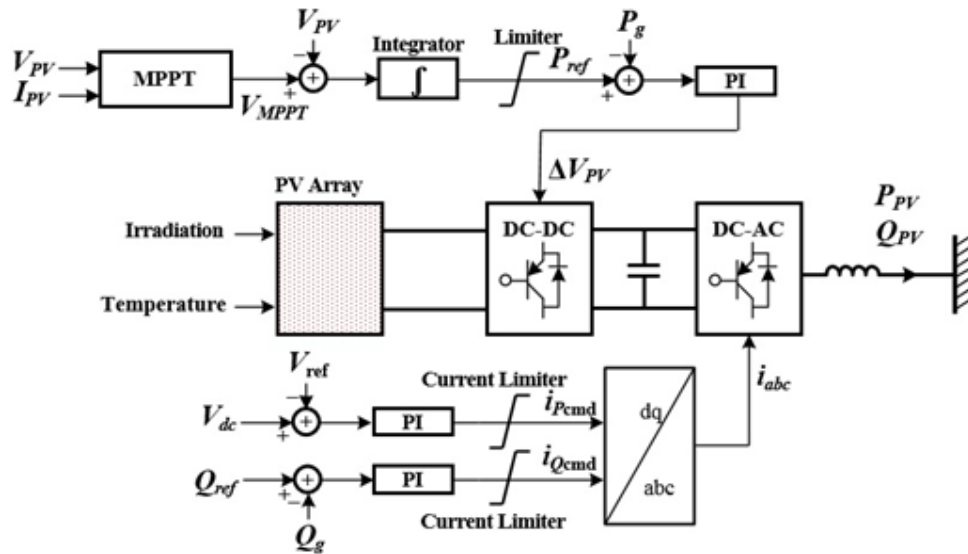 V_PV
P_g
Integrator
Limiter
V_PV
I_PV
MPPT
−
+
V_MPPT
∫
P_ref
−
+
PI
ΔV_PV
PV Array
Irradiation
Temperature
DC-DC
DC-AC
P_PV
Q_PV
V_ref
Current Limiter
i_abc
V_dc
−
+
PI
i_Pcmd
dq
Q_ref
+
−
PI
i_Qcmd
abc
Q_g
Current Limiter